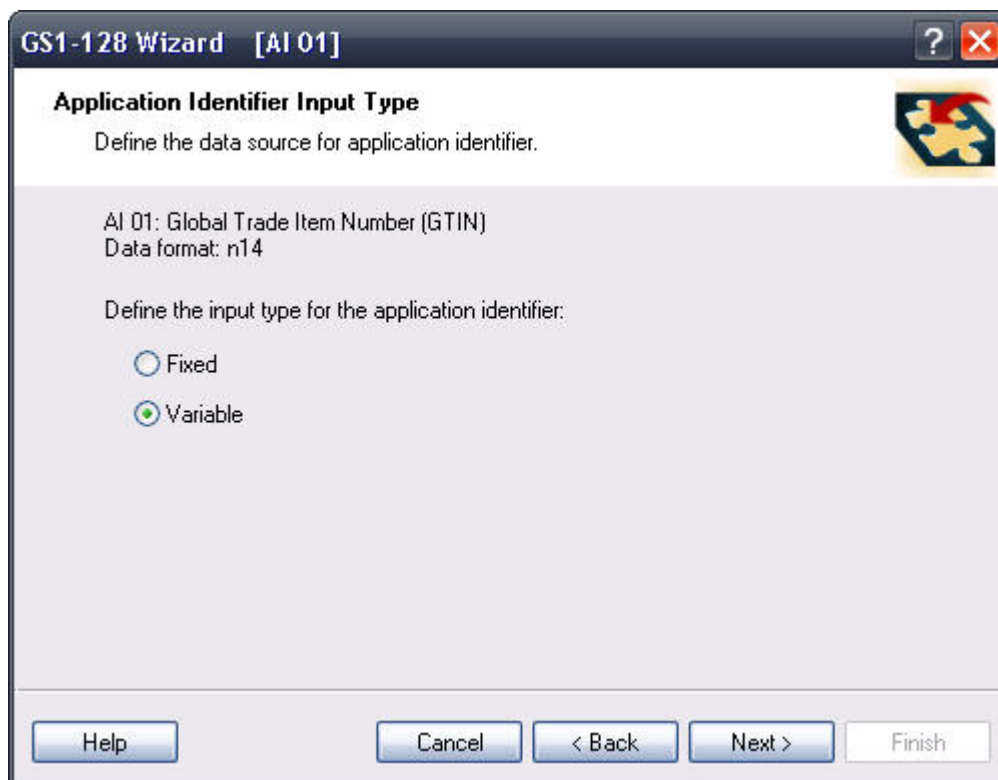 GS1-128 Wizard [AI 01]
?
Application Identifier Input Type
Define the data source for application identifier.
AI 01: Global Trade Item Number (GTIN)
Data format: n14
Define the input type for the application identifier:
Fixed
Variable
Help Cancel < Back Next > Finish